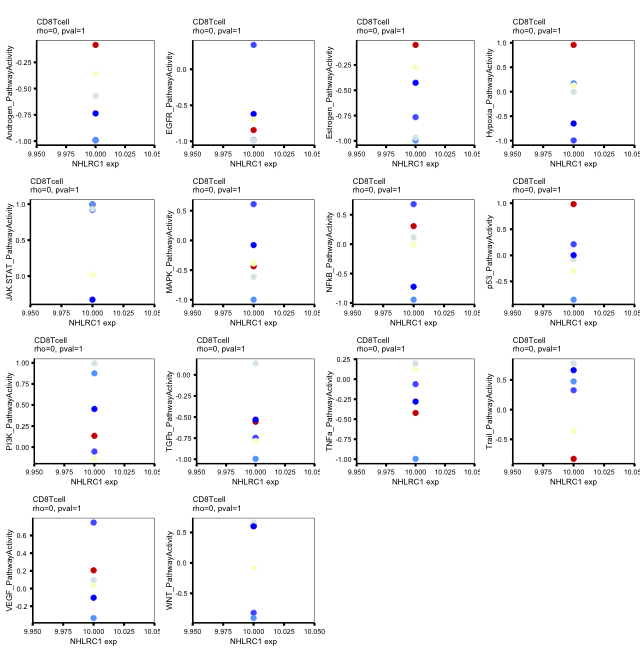 CD8Tcell
rho=0, pval=1
Androgen_PathwayActivity
-0.25
-0.50
-0.75
-1.00
9.950 9.975 10.000 10.025 10.05
NHLRC1 exp
CD8Tcell
rho=0, pval=1
EGFR_PathwayActivity
0.0
-0.5
-1.0
9.950 9.975 10.000 10.025 10.05
NHLRC1 exp
CD8Tcell
rho=0, pval=1
Estrogen_PathwayActivity
-0.25
-0.50
-0.75
-1.00
9.950 9.975 10.000 10.025 10.05
NHLRC1 exp
CD8Tcell
rho=0, pval=1
Hypoxia_PathwayActivity
1.0
0.5
0.0
-0.5
-1.0
9.950 9.975 10.000 10.025 10.05
NHLRC1 exp
CD8Tcell
rho=0, pval=1
JAK.STAT_PathwayActivity
1.0
0.5
0.0
9.950 9.975 10.000 10.025 10.05
NHLRC1 exp
CD8Tcell
rho=0, pval=1
MAPK_PathwayActivity
0.5
0.0
-0.5
-1.0
9.950 9.975 10.000 10.025 10.05
NHLRC1 exp
CD8Tcell
rho=0, pval=1
NFkB_PathwayActivity
0.5
0.0
-0.5
-1.0
9.950 9.975 10.000 10.025 10.05
NHLRC1 exp
CD8Tcell
rho=0, pval=1
p53_PathwayActivity
1.0
0.5
0.0
-0.5
9.950 9.975 10.000 10.025 10.05
NHLRC1 exp
CD8Tcell
rho=0, pval=1
PI3K_PathwayActivity
1.00
0.75
0.50
0.25
0.00
9.950 9.975 10.000 10.025 10.05
NHLRC1 exp
CD8Tcell
rho=0, pval=1
TGFb_PathwayActivity
0.00
-0.25
-0.50
-0.75
-1.00
9.950 9.975 10.000 10.025 10.05
NHLRC1 exp
CD8Tcell
rho=0, pval=1
TNFa_PathwayActivity
0.25
0.00
-0.25
-0.50
-0.75
-1.00
9.950 9.975 10.000 10.025 10.05
NHLRC1 exp
CD8Tcell
rho=0, pval=1
Trail_PathwayActivity
0.5
0.0
-0.5
9.950 9.975 10.000 10.025 10.05
NHLRC1 exp
CD8Tcell
rho=0, pval=1
VEGF_PathwayActivity
0.6
0.4
0.2
0.0
-0.2
9.950 9.975 10.000 10.025 10.05
NHLRC1 exp
CD8Tcell
rho=0, pval=1
WNT_PathwayActivity
0.5
0.0
-0.5
9.950 9.975 10.000 10.025 10.050
NHLRC1 exp